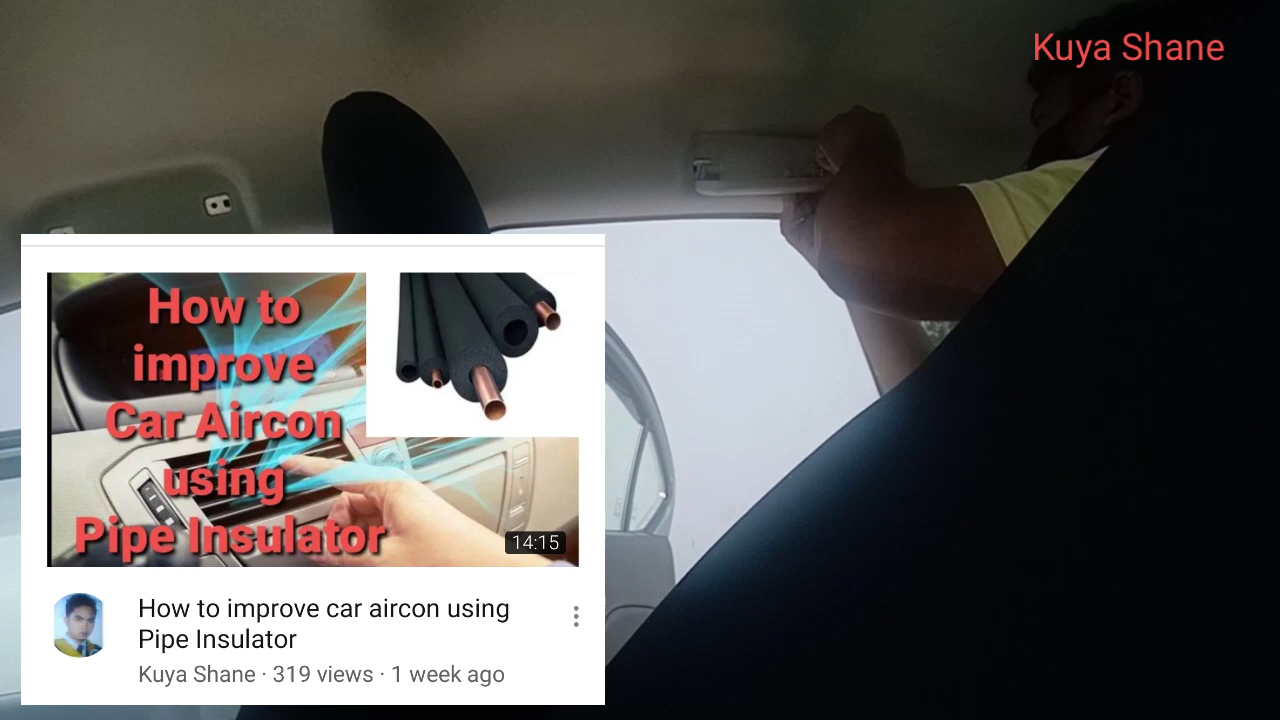 Kuya Shane
How to
improve
Car Aircon
using
Pipe Insulator
14:15
How to improve car aircon using
Pipe Insulator
Kuya Shane · 319 views · 1 week ago